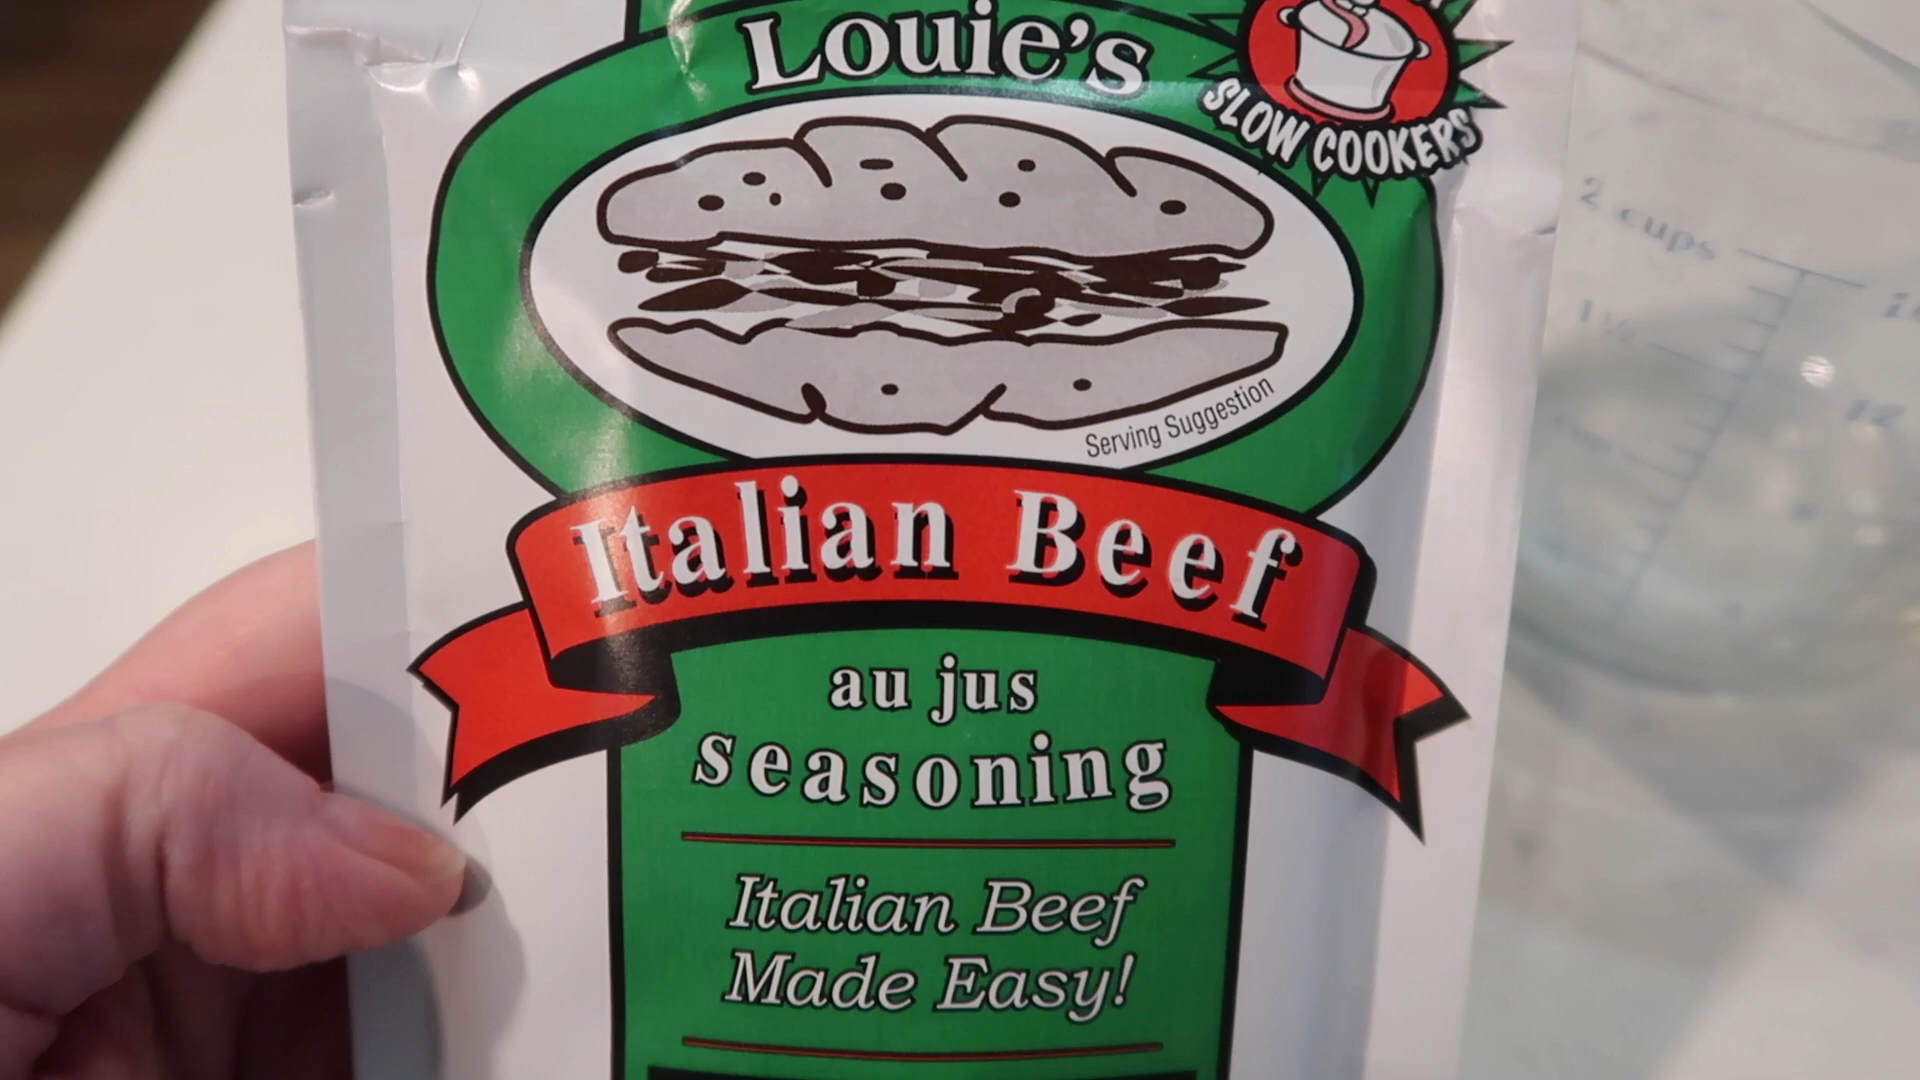 Louie's
SLOW COOKERS
Serving Suggestion
Italian Beef
au jus
seasoning
Italian Beef
Made Easy!
2 cups